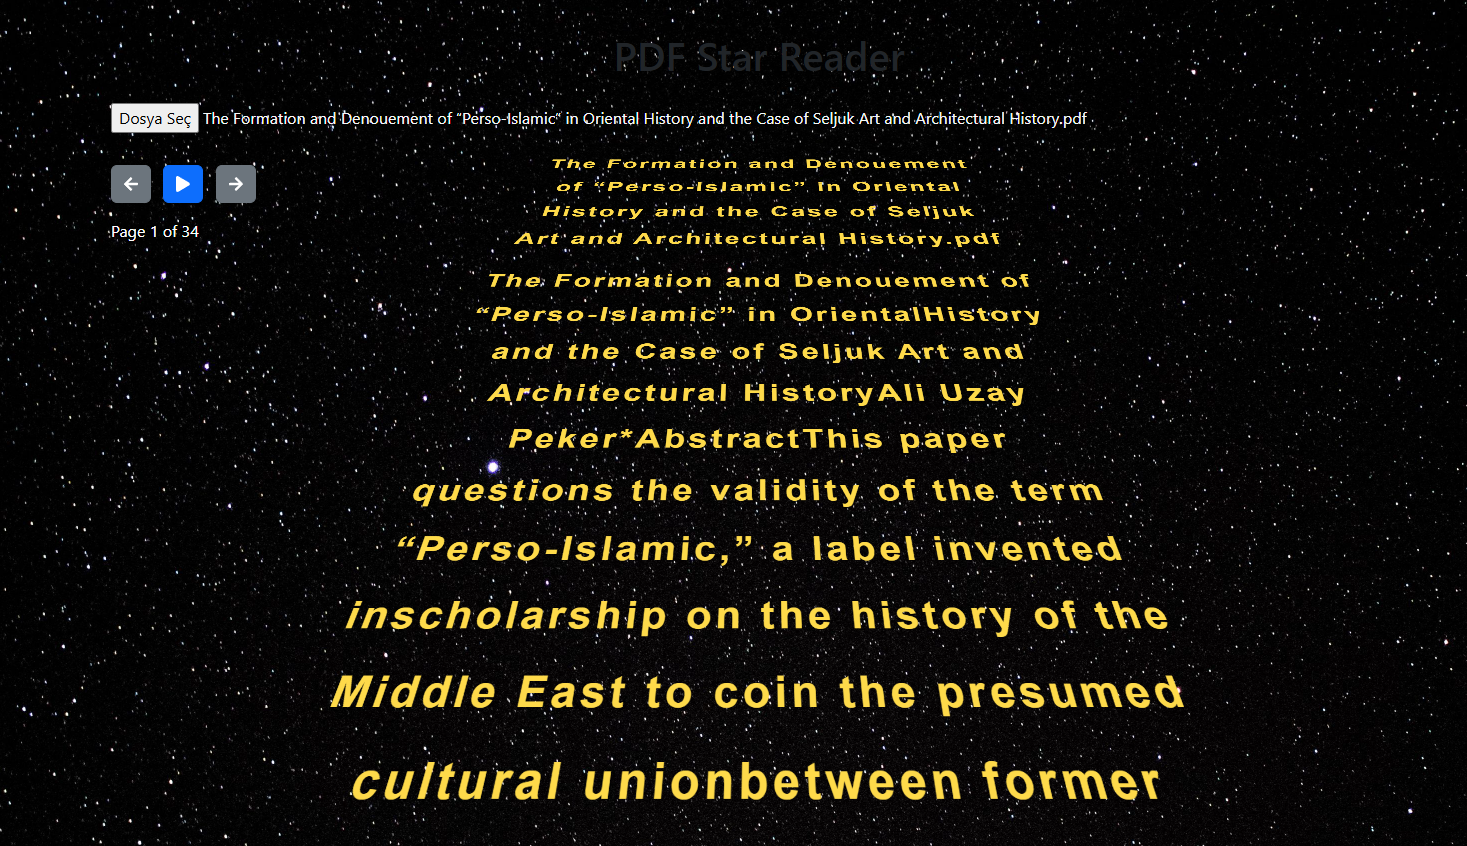 PDF Star Reader
Dosya Seç The Formation and Denouement of “Perso-Islamic” in Oriental History and the Case of Seljuk Art and Architectural History.pdf
Page 1 of 34
The Formation and Denouement
of “Perso-Islamic” in Oriental
History and the Case of Seljuk
Art and Architectural History.pdf
The Formation and Denouement of
“Perso-Islamic” in OrientalHistory
and the Case of Seljuk Art and
Architectural HistoryAli Uzay
Peker*AbstractThis paper
questions the validity of the term
“Perso-Islamic,” a label invented
inscholarship on the history of the
Middle East to coin the presumed
cultural unionbetween former